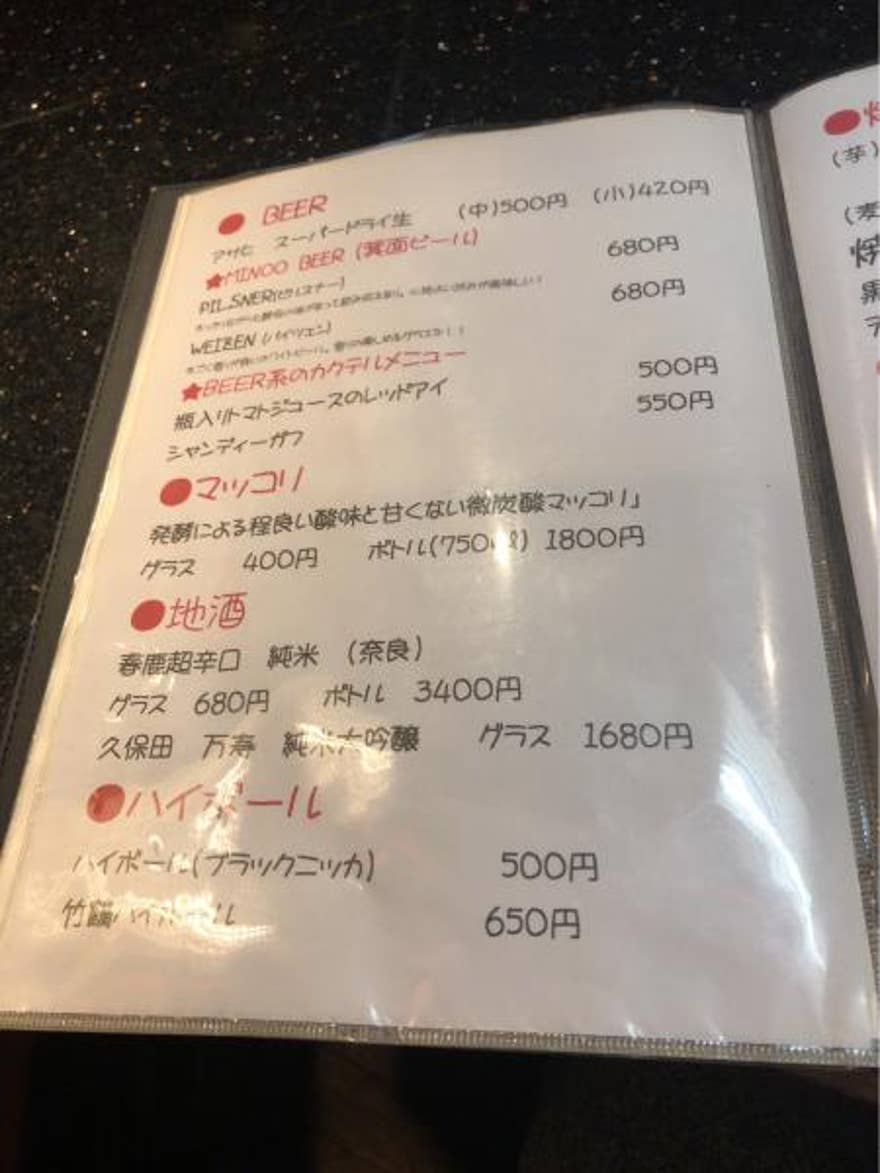 ● BEER
アサヒ スーパードライ生 (中)500円 (小)420円
★MINOO BEER (箕面ビール)
PILSNER(ピルスナー) 680円
WEIZEN (バイツェン) 680円
★BEER系のカクテルメニュー
瓶入りトマトジュースのレッドアイ 500円
シャンディーガフ 550円
●マッコリ
発酵による程良い酸味と甘くない微炭酸マッコリ」
グラス 400円 ボトル(750㎖) 1800円
●地酒
春鹿超辛口 純米 (奈良)
グラス 680円 ボトル 3400円
久保田 万寿 純米大吟醸 グラス 1680円
●ハイボール
ハイボール(ブラックニッカ) 500円
竹鶴ハイボール 650円
●
(芋)
(麦
黒